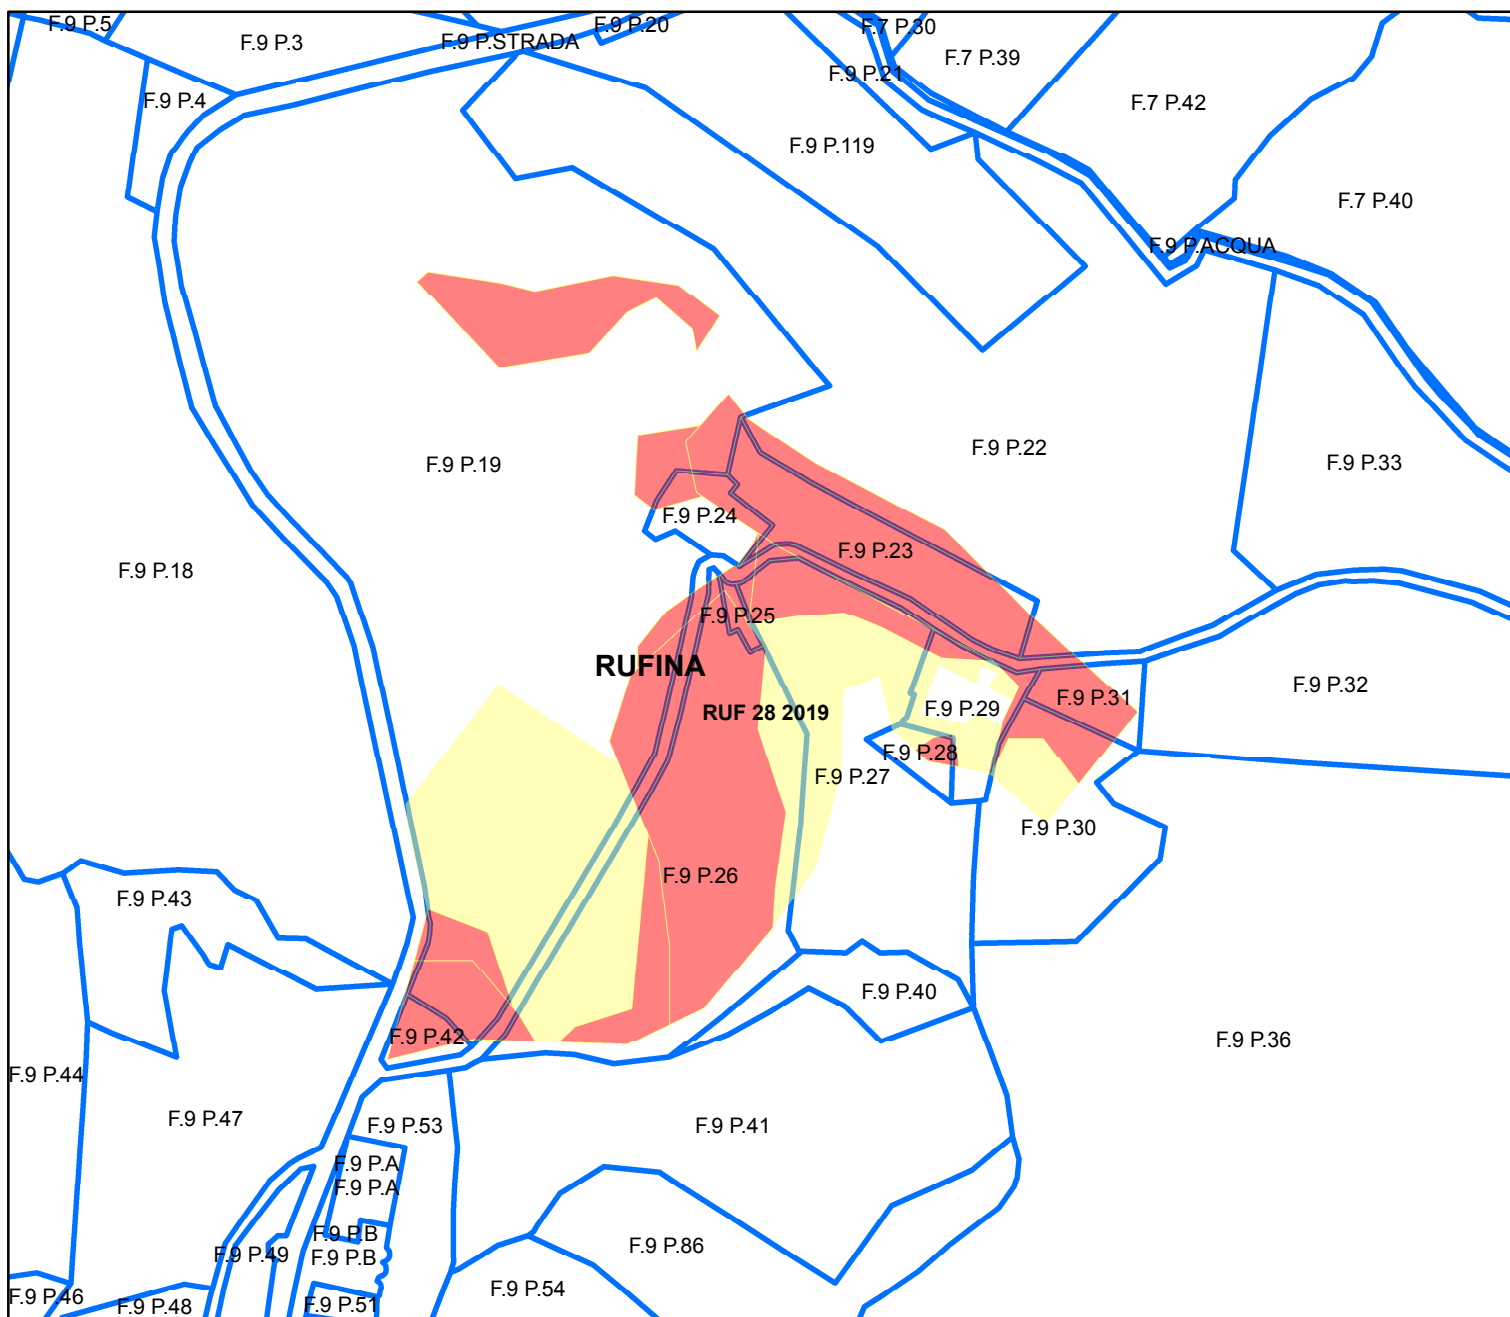 F.9 P.5
F.9 P.3
F.9 P.STRADA
F.9 P.20
F.7 P.30
F.7 P.39
F.9 P.21
F.9 P.4
F.7 P.42
F.9 P.119
F.7 P.40
F.9 P.ACQUA
F.9 P.22
F.9 P.19
F.9 P.33
F.9 P.24
F.9 P.23
F.9 P.18
F.9 P.25
RUFINA
F.9 P.32
F.9 P.31
F.9 P.29
RUF 28 2019
F.9 P.28
F.9 P.27
F.9 P.30
F.9 P.26
F.9 P.43
F.9 P.40
F.9 P.42
F.9 P.36
F.9 P.44
F.9 P.47
F.9 P.53
F.9 P.41
F.9 P.A
F.9 P.A
F.9 P.B
F.9 P.B
F.9 P.49
F.9 P.86
F.9 P.54
F.9 P.46
F.9 P.48
F.9 P.51